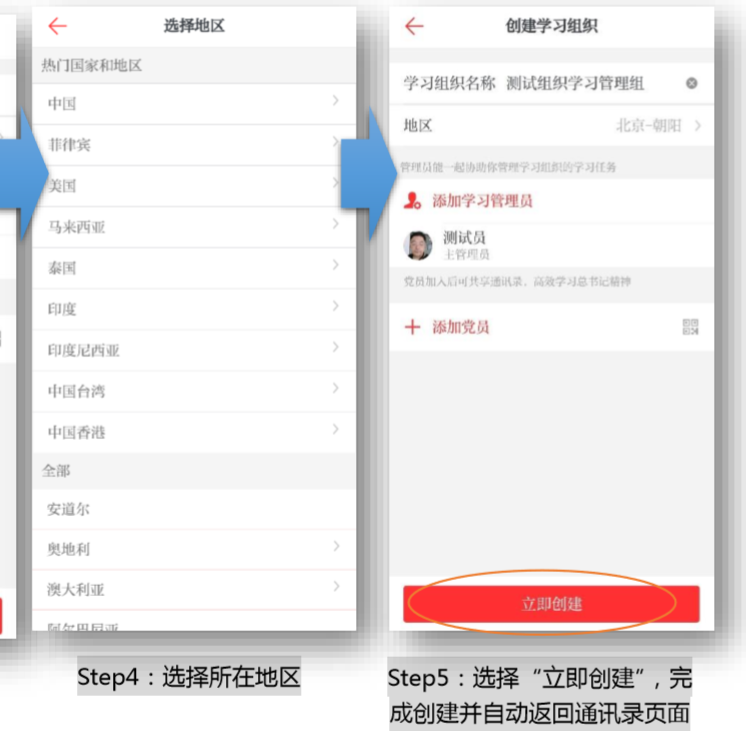 选择地区
热门国家和地区
中国
菲律宾
美国
马来西亚
泰国
印度
印度尼西亚
中国台湾
中国香港
全部
安道尔
奥地利
澳大利亚
阿尔巴尼亚
Step4：选择所在地区
创建学习组织
学习组织名称 测试组织学习管理组
地区 北京-朝阳
管理员能一起协助你管理学习组织的学习任务
添加学习管理员
测试员
主管理员
党员加入后可共享通讯录、高效学习总书记精神
添加党员
立即创建
Step5：选择“立即创建”，完
成创建并自动返回通讯录页面